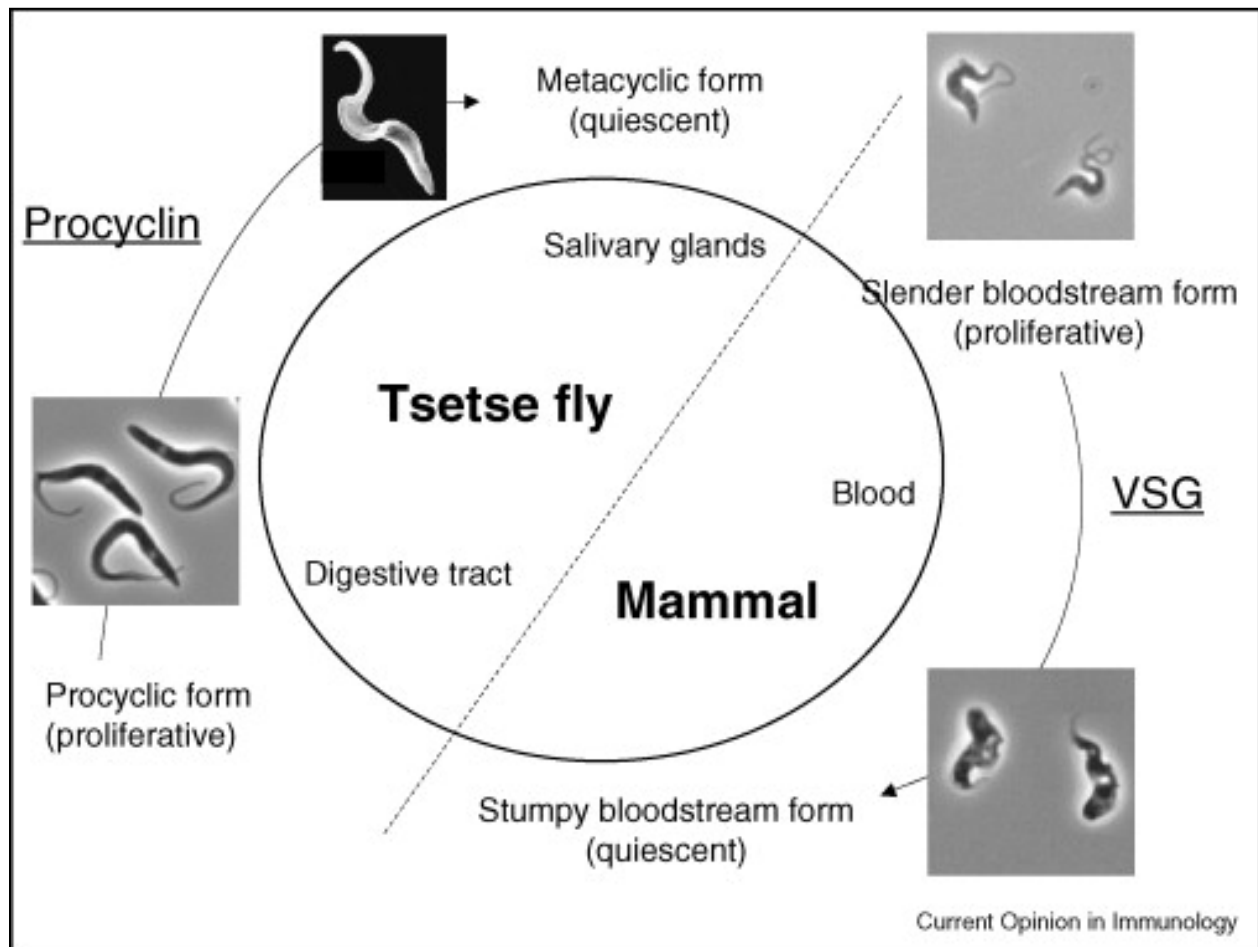 Metacyclic form
(quiescent)
Procyclin
Salivary glands
Slender bloodstream form
(proliferative)
Tsetse fly
Blood
VSG
Digestive tract
Mammal
Procyclic form
(proliferative)
Stumpy bloodstream form
(quiescent)
Current Opinion in Immunology